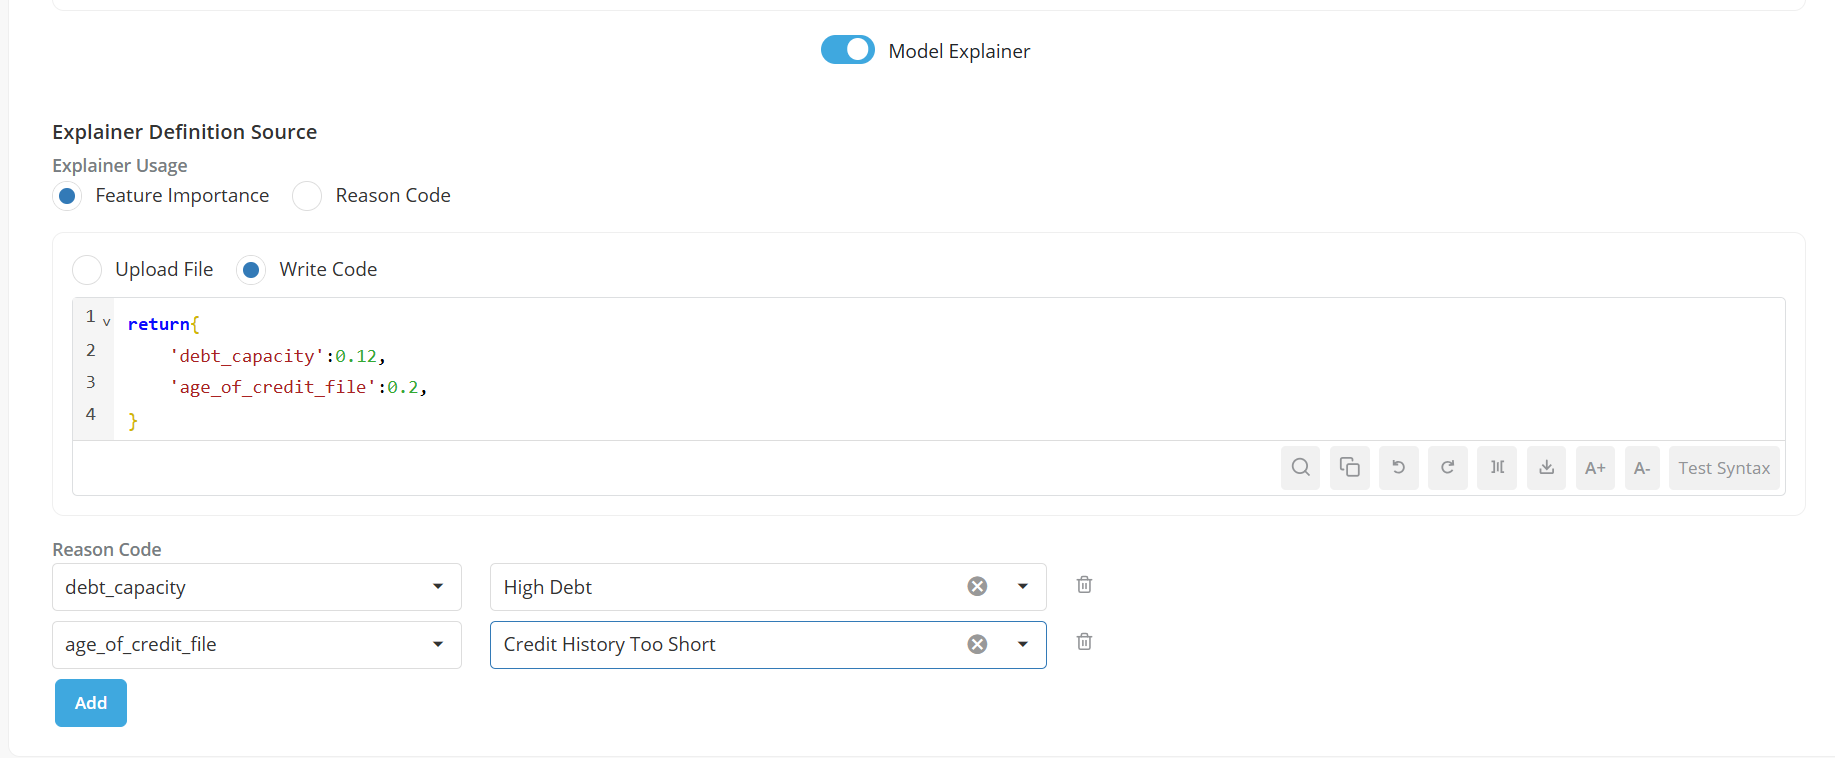 Model Explainer
Explainer Definition Source
Explainer Usage
Feature Importance Reason Code
Upload File Write Code
1 return{
2 'debt_capacity':0.12,
3 'age_of_credit_file':0.2,
4 }
A+ A- Test Syntax
Reason Code
debt_capacity High Debt
age_of_credit_file Credit History Too Short
Add